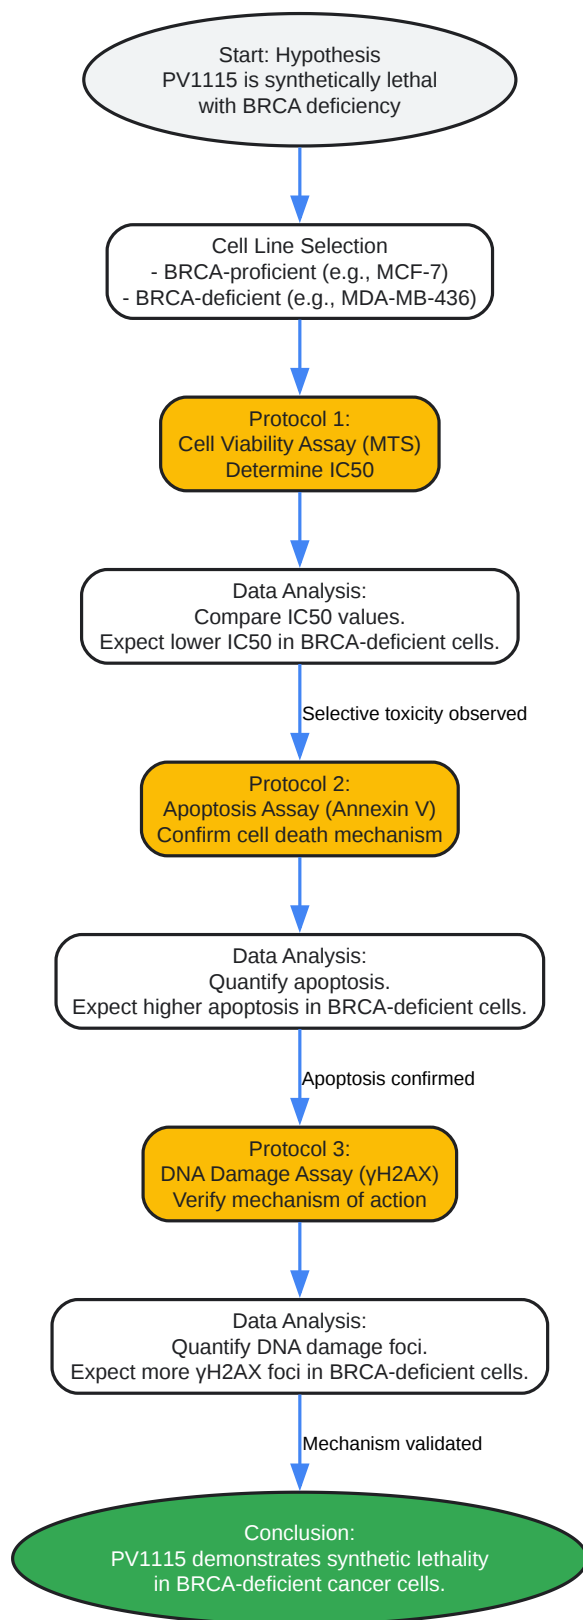 Start: Hypothesis
PV1115 is synthetically lethal
with BRCA deficiency
Cell Line Selection
- BRCA-proficient (e.g., MCF-7)
- BRCA-deficient (e.g., MDA-MB-436)
Protocol 1:
Cell Viability Assay (MTS)
Determine IC50
Data Analysis:
Compare IC50 values.
Expect lower IC50 in BRCA-deficient cells.
Selective toxicity observed
Protocol 2:
Apoptosis Assay (Annexin V)
Confirm cell death mechanism
Data Analysis:
Quantify apoptosis.
Expect higher apoptosis in BRCA-deficient cells.
Apoptosis confirmed
Protocol 3:
DNA Damage Assay (γH2AX)
Verify mechanism of action
Data Analysis:
Quantify DNA damage foci.
Expect more γH2AX foci in BRCA-deficient cells.
Mechanism validated
Conclusion:
PV1115 demonstrates synthetic lethality
in BRCA-deficient cancer cells.